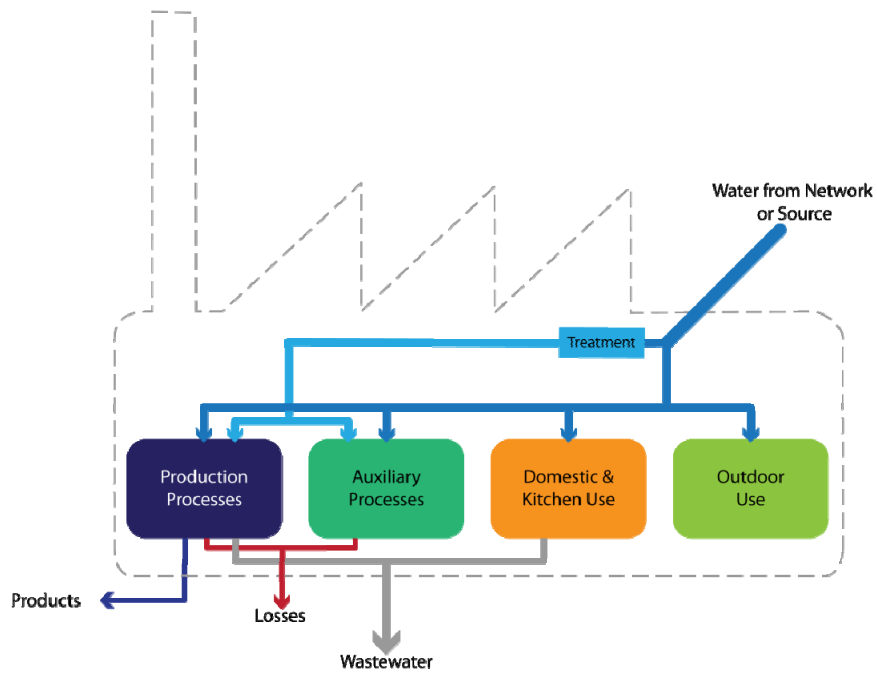 Water from Network
or Source
Treatment
Production
Processes
Auxiliary
Processes
Domestic &
Kitchen Use
Outdoor
Use
Products
Losses
Wastewater